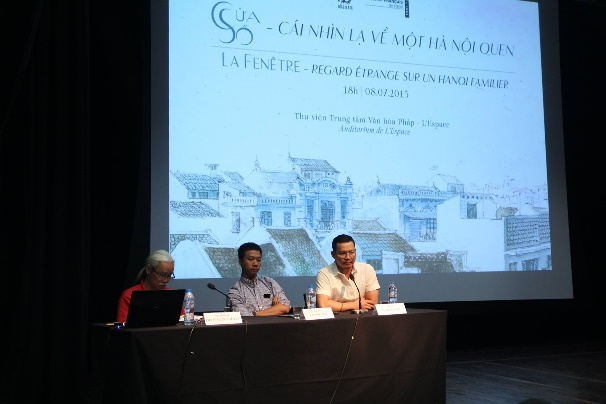 CỬA
SỔ - CÁI NHÌN LẠ VỀ MỘT HÀ NỘI QUEN
LA FENÊTRE - REGARD ÉTRANGE SUR UN HANOI FAMILIER
18h | 08.07.2015
Thư viện Trung tâm Văn hóa Pháp - L'Espace
Auditorium de L'Espace